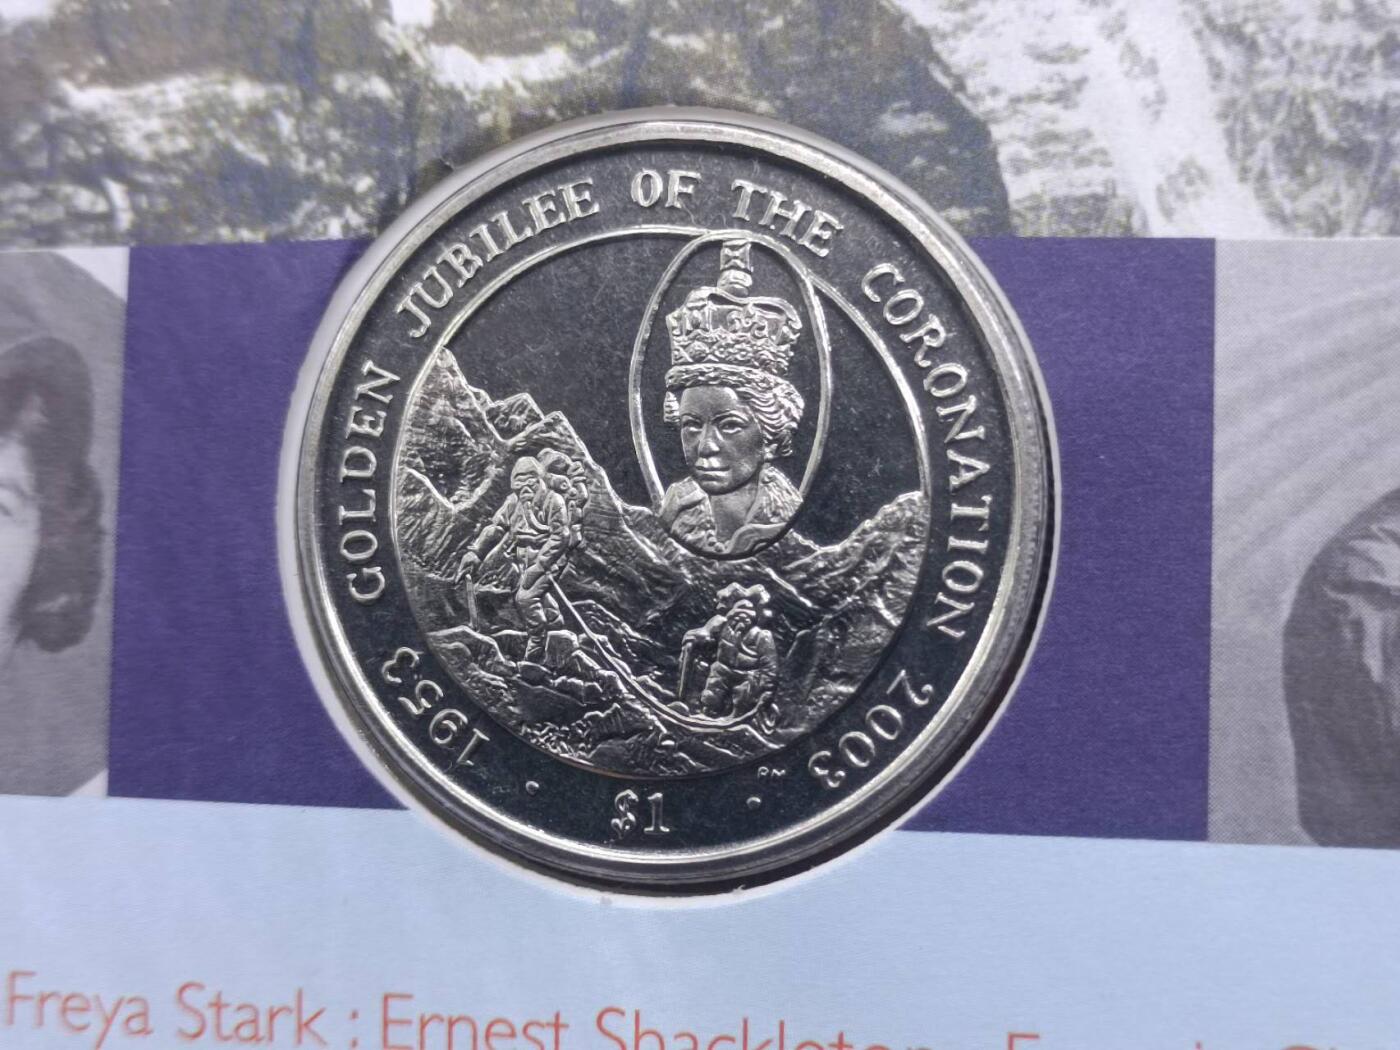 GOLDEN JUBILEE OF THE CORONATION
1953 · $1 · 2003
PM
Freya Stark ; Ernest Shackleton